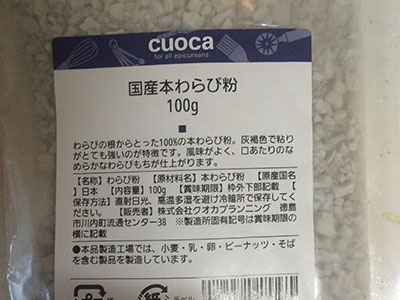 cuoca
for all epicureans
国産本わらび粉
100g
わらびの根からとった100%の本わらび粉。灰褐色で粘り
がとても強いのが特徴です。風味がよく、口あたりのなめ
らかなわらびもちが仕上がります。
【名称】わらび粉 【原材料名】本わらび粉 【原産国名
】日本 【内容量】100g 【賞味期限】枠外下部記載 【
保存方法】直射日光、高温多湿を避け冷暗所で保存してく
ださい。 【販売者】株式会社クオカプランニング 徳島
市川内町流通センター38 ※製造所固有記号は賞味期限
の横に記載
●本品製造工場では、小麦・乳・卵・ピーナッツ・そば
を含む製品を製造しています。
ラベル